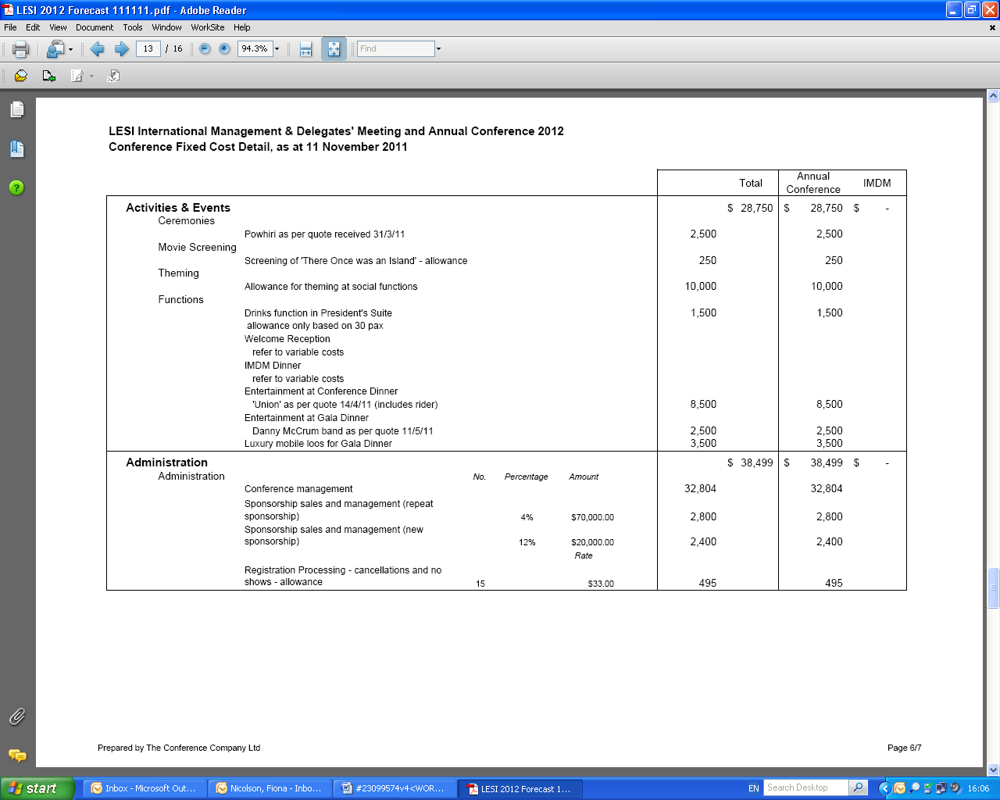 LESI 2012 Forecast 111111.pdf - Adobe Reader
File Edit View Document Tools Window WorkSite Help
13 / 16 94.3% Find
LESI International Management & Delegates' Meeting and Annual Conference 2012
Conference Fixed Cost Detail, as at 11 November 2011
Total Annual Conference IMDM
Activities & Events $ 28,750 $ 28,750 $ -
Ceremonies
Powhiri as per quote received 31/3/11 2,500 2,500
Movie Screening
Screening of 'There Once was an Island' - allowance 250 250
Theming
Allowance for theming at social functions 10,000 10,000
Functions
Drinks function in President's Suite 1,500 1,500
allowance only based on 30 pax
Welcome Reception
refer to variable costs
IMDM Dinner
refer to variable costs
Entertainment at Conference Dinner
'Union' as per quote 14/4/11 (includes rider) 8,500 8,500
Entertainment at Gala Dinner
Danny McCrum band as per quote 11/5/11 2,500 2,500
Luxury mobile loos for Gala Dinner 3,500 3,500
Administration $ 38,499 $ 38,499 $ -
Administration No. Percentage Amount
Conference management 32,804 32,804
Sponsorship sales and management (repeat
sponsorship) 4% $70,000.00 2,800 2,800
Sponsorship sales and management (new
sponsorship) 12% $20,000.00 2,400 2,400
Rate
Registration Processing - cancellations and no
shows - allowance 15 $33.00 495 495
Prepared by The Conference Company Ltd Page 6/7
start Inbox - Microsoft Out... Nicolson, Fiona - Inbo... #23099574v4<WOR... LESI 2012 Forecast 1... EN Search Desktop 16:06